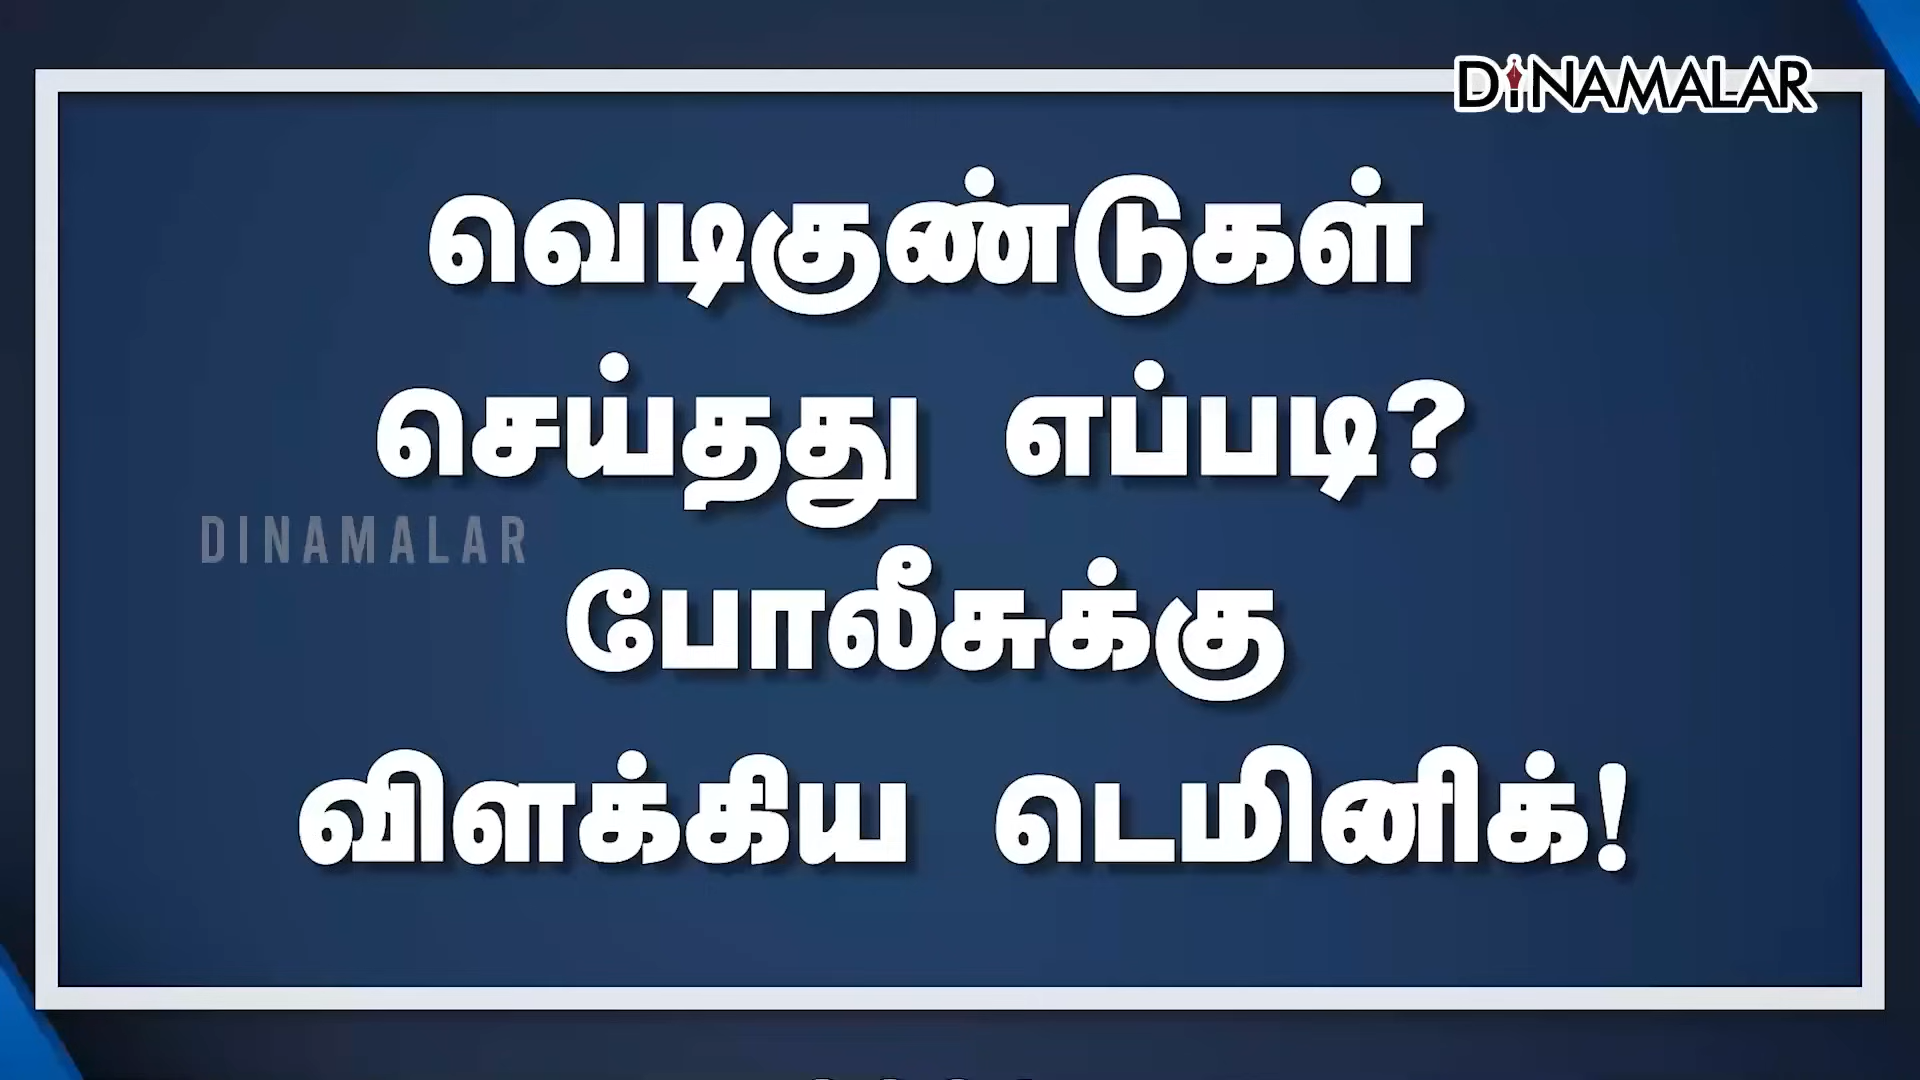 DINAMALAR
வெடிகுண்டுகள்
செய்தது எப்படி?
DINAMALAR
போலீசுக்கு
விளக்கிய டெமினிக்!